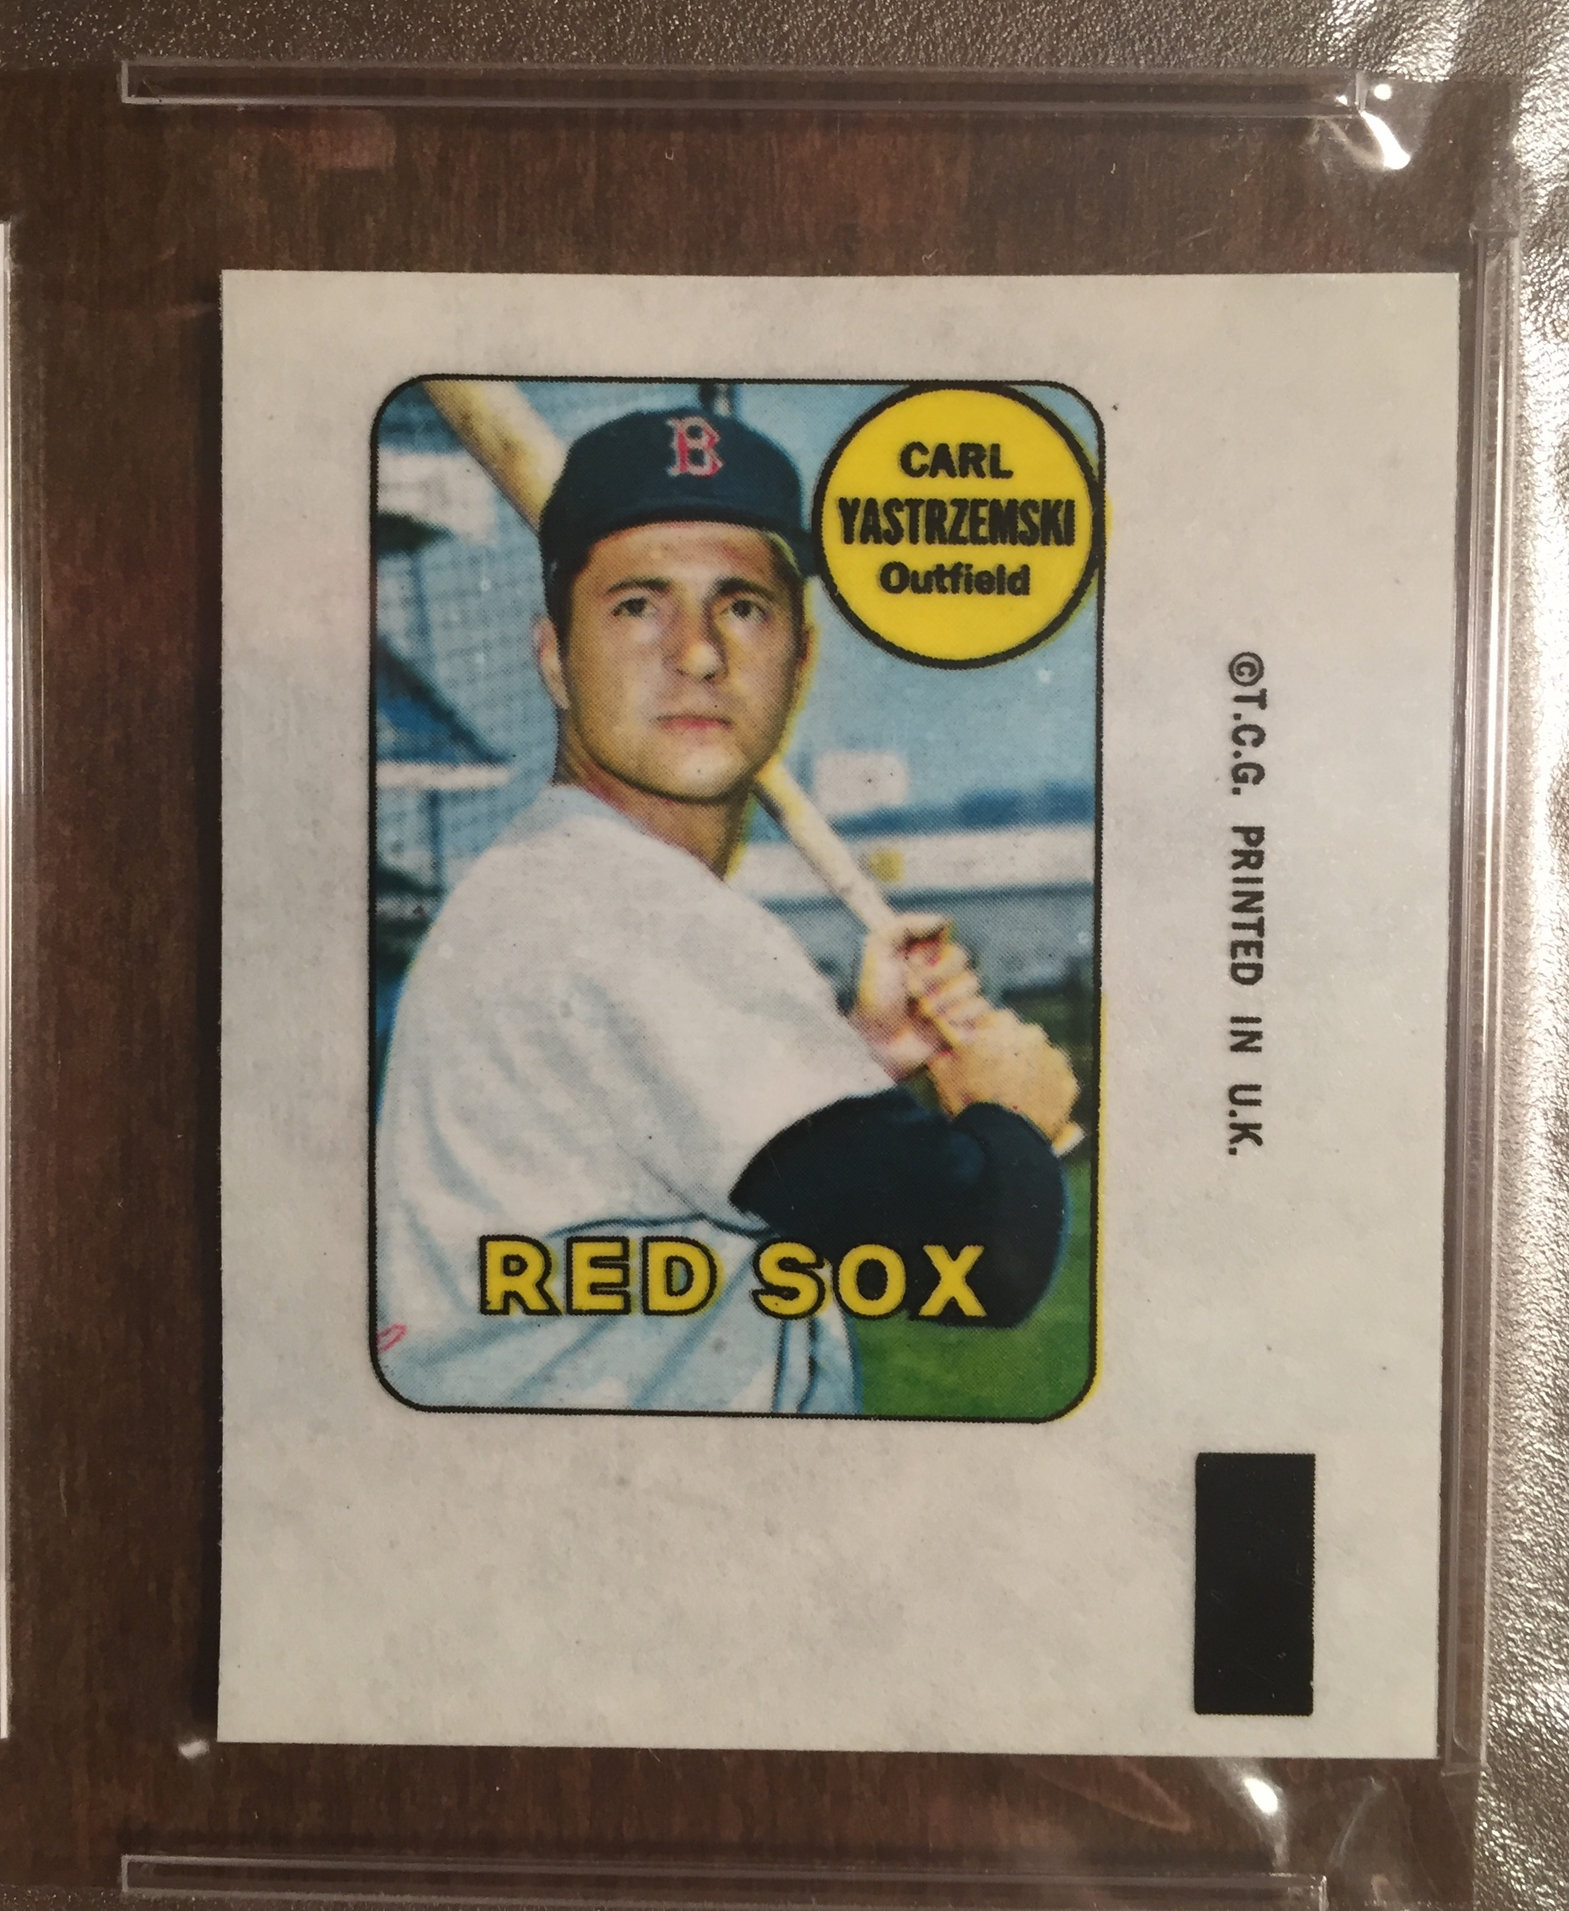 B
CARL
YASTRZEMSKI
Outfield
RED SOX
©T.C.G. PRINTED IN U.K.